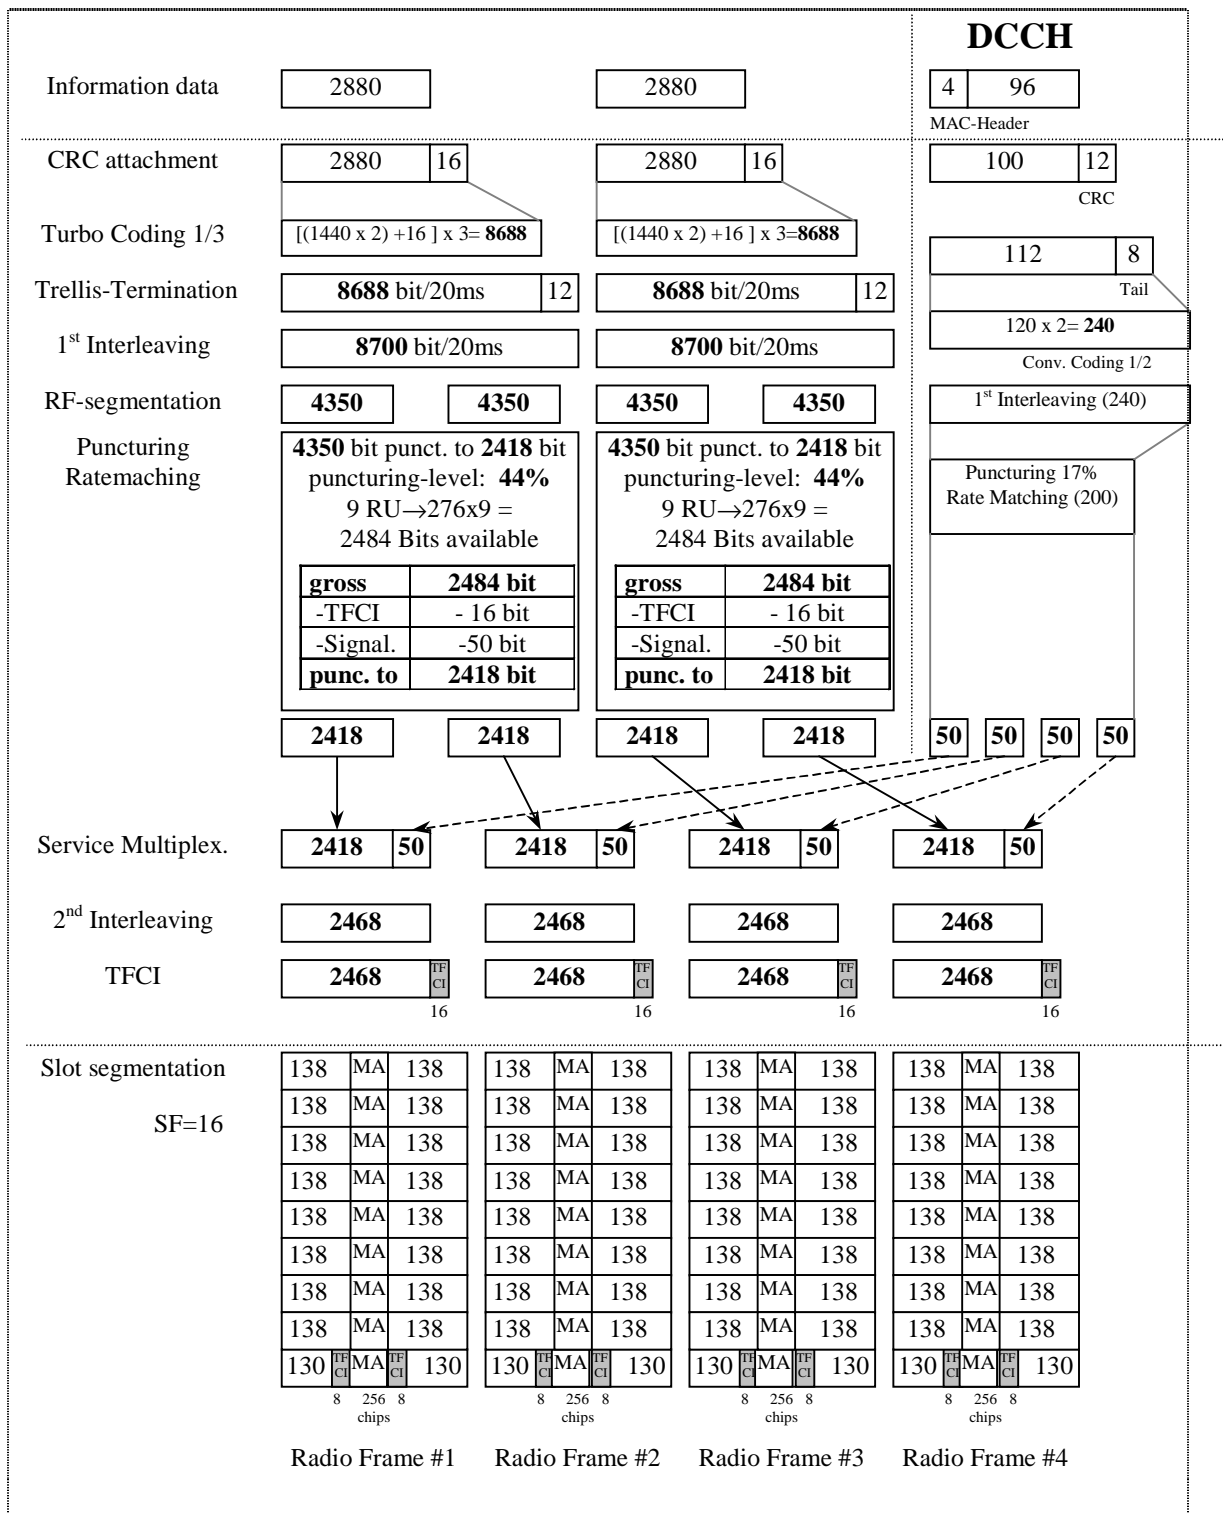 DCCH
Information data 2880 2880 4 96
MAC-Header
CRC attachment 2880 16 2880 16 100 12
CRC
Turbo Coding 1/3 [(1440 x 2) +16 ] x 3= 8688 [(1440 x 2) +16 ] x 3=8688
112 8
Trellis-Termination 8688 bit/20ms 12 8688 bit/20ms 12
Tail
120 x 2= 240
1st Interleaving 8700 bit/20ms 8700 bit/20ms
Conv. Coding 1/2
RF-segmentation 4350 4350 4350 4350 1st Interleaving (240)
Puncturing 4350 bit punct. to 2418 bit 4350 bit punct. to 2418 bit
Ratemaching puncturing-level: 44% puncturing-level: 44%
Puncturing 17%
Rate Matching (200)
9 RU→276x9 = 9 RU→276x9 =
2484 Bits available 2484 Bits available
gross 2484 bit gross 2484 bit
-TFCI - 16 bit -TFCI - 16 bit
-Signal. -50 bit -Signal. -50 bit
punc. to 2418 bit punc. to 2418 bit
2418 2418 2418 2418 50 50 50 50
Service Multiplex. 2418 50 2418 50 2418 50 2418 50
2nd Interleaving 2468 2468 2468 2468
TFCI 2468 TF CI 2468 TF CI 2468 TF CI 2468 TF CI
16 16 16 16
Slot segmentation 138 MA 138 138 MA 138 138 MA 138 138 MA 138
SF=16 138 MA 138 138 MA 138 138 MA 138 138 MA 138
138 MA 138 138 MA 138 138 MA 138 138 MA 138
138 MA 138 138 MA 138 138 MA 138 138 MA 138
138 MA 138 138 MA 138 138 MA 138 138 MA 138
138 MA 138 138 MA 138 138 MA 138 138 MA 138
138 MA 138 138 MA 138 138 MA 138 138 MA 138
138 MA 138 138 MA 138 138 MA 138 138 MA 138
130 TF CI MA TF CI 130 130 TF CI MA TF CI 130 130 TF CI MA TF CI 130 130 TF CI MA TF CI 130
8 256 8 8 256 8 8 256 8 8 256 8
chips chips chips chips
Radio Frame #1 Radio Frame #2 Radio Frame #3 Radio Frame #4